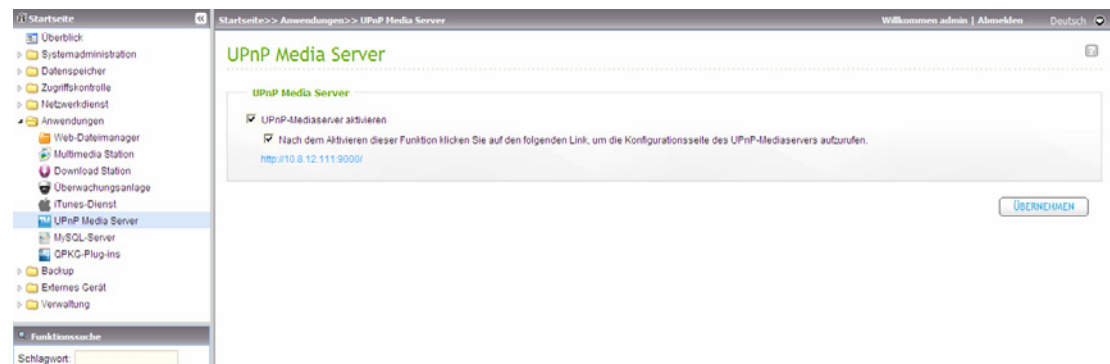 Startseite
Überblick
Systemadministration
Datenspeicher
Zugriffskontrolle
Netzwerkdienst
Anwendungen
Web-Dateimanager
Multimedia Station
Download Station
Überwachungsanlage
iTunes-Dienst
UPnP Media Server
MySQL-Server
QPKG-Plug-ins
Backup
Externes Gerät
Verwaltung
Funktionssuche
Schlagwort:
Startseite>> Anwendungen>> UPnP Media Server
Willkommen admin | Abmelden Deutsch
UPnP Media Server
UPnP Media Server
UPnP-Mediaserver aktivieren
Nach dem Aktivieren dieser Funktion klicken Sie auf den folgenden Link, um die Konfigurationsseite des UPnP-Mediaservers aufzurufen.
http://10.8.12.111:9000/
ÜBERNEHMEN